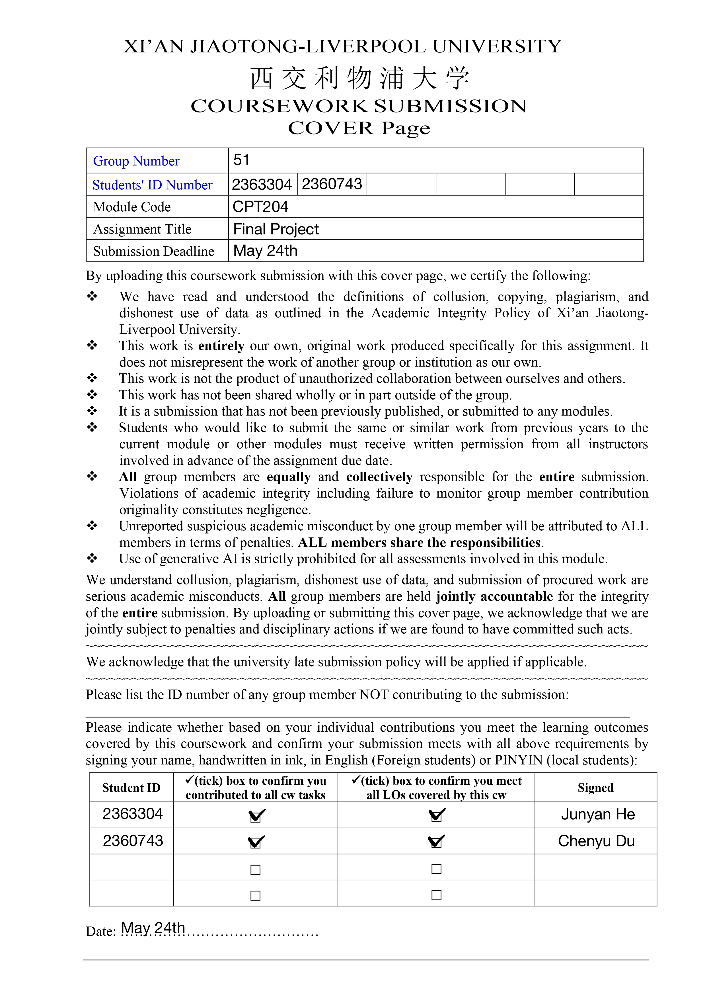 XI’AN JIAOTONG-LIVERPOOL UNIVERSITY
西交利物浦大学
COURSEWORK SUBMISSION
COVER Page
Group Number 51
Students' ID Number 2363304 2360743
Module Code CPT204
Assignment Title Final Project
Submission Deadline May 24th
By uploading this coursework submission with this cover page, we certify the following:
❖ We have read and understood the definitions of collusion, copying, plagiarism, and
dishonest use of data as outlined in the Academic Integrity Policy of Xi’an Jiaotong-
Liverpool University.
❖ This work is entirely our own, original work produced specifically for this assignment. It
does not misrepresent the work of another group or institution as our own.
❖ This work is not the product of unauthorized collaboration between ourselves and others.
❖ This work has not been shared wholly or in part outside of the group.
❖ It is a submission that has not been previously published, or submitted to any modules.
❖ Students who would like to submit the same or similar work from previous years to the
current module or other modules must receive written permission from all instructors
involved in advance of the assignment due date.
❖ All group members are equally and collectively responsible for the entire submission.
Violations of academic integrity including failure to monitor group member contribution
originality constitutes negligence.
❖ Unreported suspicious academic misconduct by one group member will be attributed to ALL
members in terms of penalties. ALL members share the responsibilities.
❖ Use of generative AI is strictly prohibited for all assessments involved in this module.
We understand collusion, plagiarism, dishonest use of data, and submission of procured work are
serious academic misconducts. All group members are held jointly accountable for the integrity
of the entire submission. By uploading or submitting this cover page, we acknowledge that we are
jointly subject to penalties and disciplinary actions if we are found to have committed such acts.
~~~~~~~~~~~~~~~~~~~~~~~~~~~~~~~~~~~~~~~~~~~~~~~~~~~~~~~~~~~~~~~~~~~~~~~~~
We acknowledge that the university late submission policy will be applied if applicable.
~~~~~~~~~~~~~~~~~~~~~~~~~~~~~~~~~~~~~~~~~~~~~~~~~~~~~~~~~~~~~~~~~~~~~~~~~
Please list the ID number of any group member NOT contributing to the submission:
Please indicate whether based on your individual contributions you meet the learning outcomes
covered by this coursework and confirm your submission meets with all above requirements by
signing your name, handwritten in ink, in English (Foreign students) or PINYIN (local students):
Student ID ✓(tick) box to confirm you contributed to all cw tasks ✓(tick) box to confirm you meet all LOs covered by this cw Signed
2363304 ✔ ✔ Junyan He
2360743 ✔ ✔ Chenyu Du
☐ ☐
☐ ☐
Date: May 24th